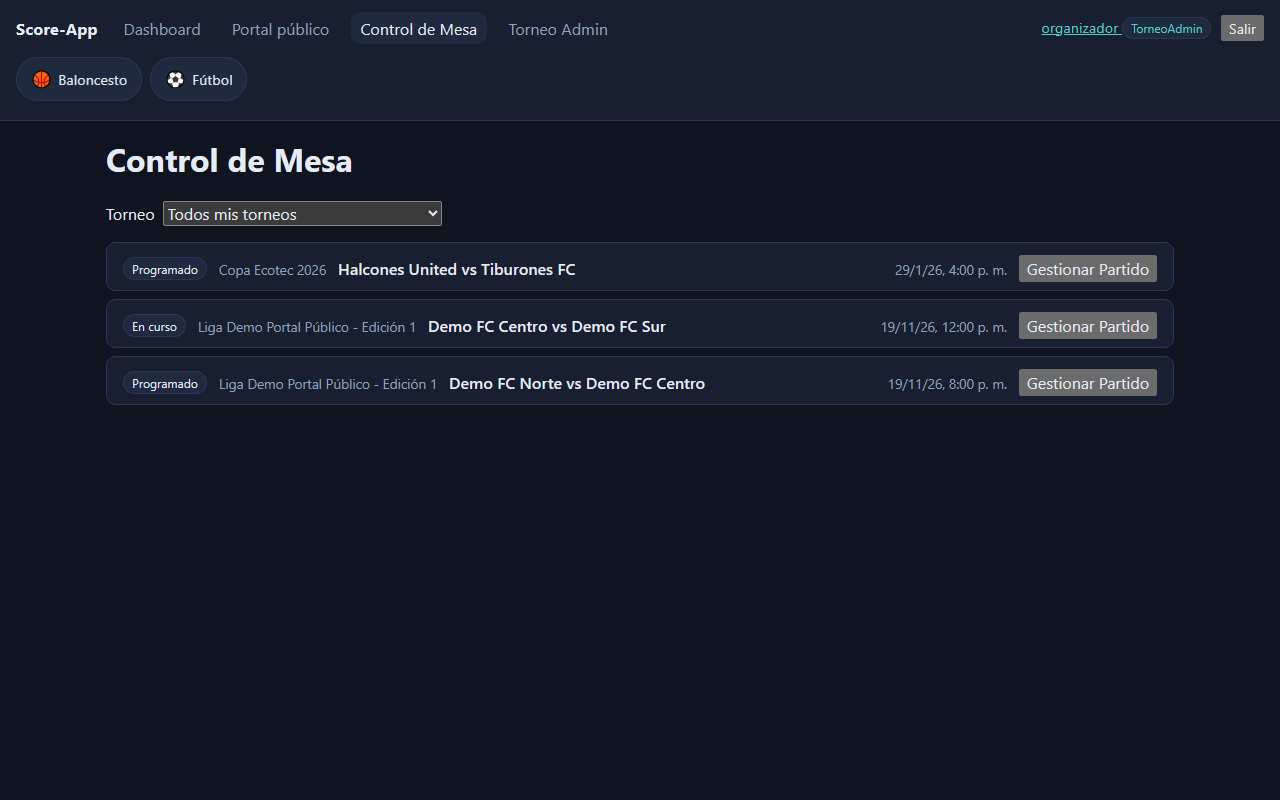 Score-App Dashboard Portal público Control de Mesa Torneo Admin organizador TorneoAdmin Salir
Baloncesto Fútbol
Control de Mesa
Torneo Todos mis torneos
Programado Copa Ecotec 2026 Halcones United vs Tiburones FC 29/1/26, 4:00 p. m. Gestionar Partido
En curso Liga Demo Portal Público - Edición 1 Demo FC Centro vs Demo FC Sur 19/11/26, 12:00 p. m. Gestionar Partido
Programado Liga Demo Portal Público - Edición 1 Demo FC Norte vs Demo FC Centro 19/11/26, 8:00 p. m. Gestionar Partido